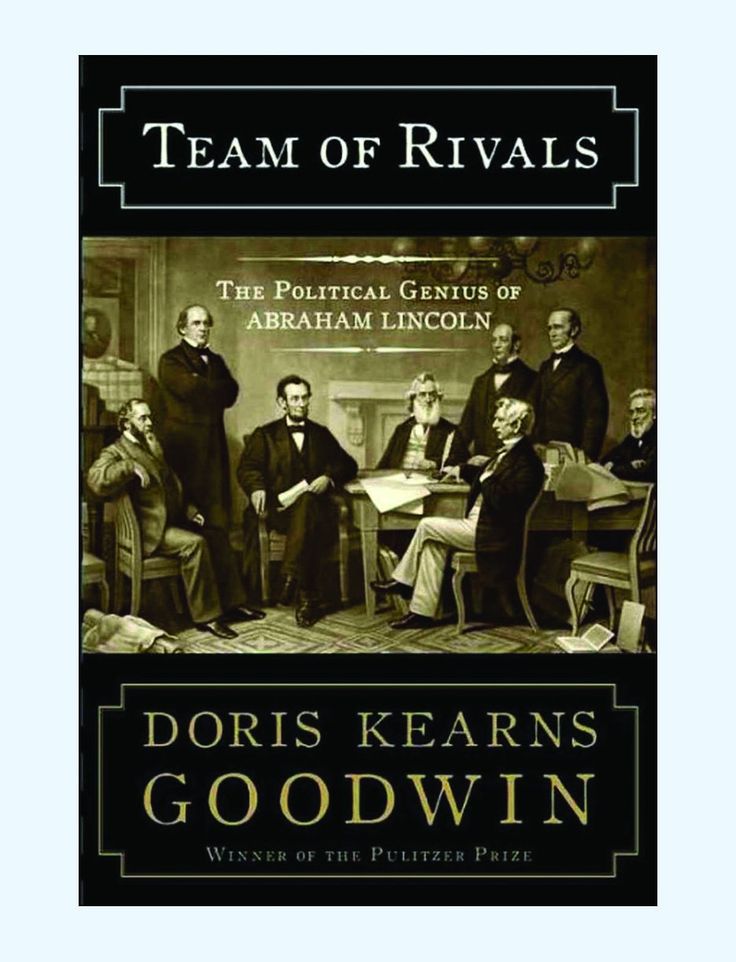 TEAM OF RIVALS
THE POLITICAL GENIUS OF
ABRAHAM LINCOLN
DORIS KEARNS
GOODWIN
WINNER OF THE PULITZER PRIZE